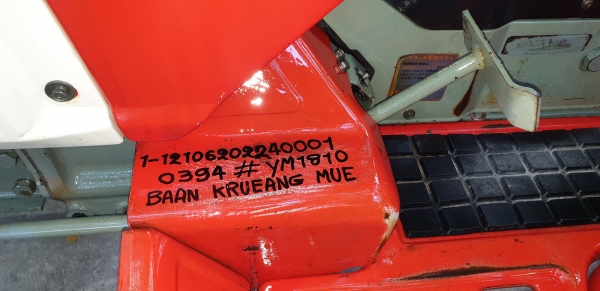 1-12106202240001
0394 # YM1810
BAAN KRUEANG MUE